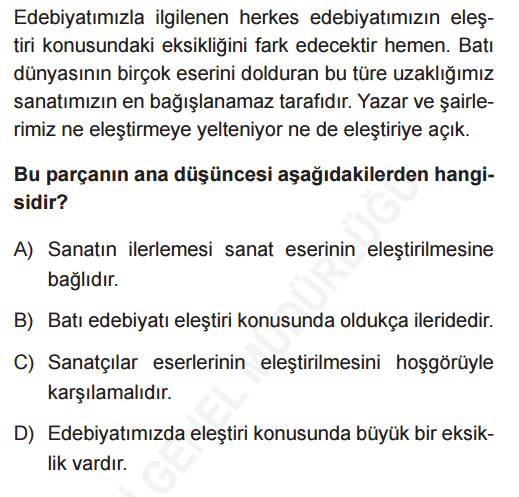 Edebiyatımızla ilgilenen herkes edebiyatımızın eleş-
tiri konusundaki eksikliğini fark edecektir hemen. Batı
dünyasının birçok eserini dolduran bu türe uzaklığımız
sanatımızın en bağışlanamaz tarafıdır. Yazar ve şairle-
rimiz ne eleştirmeye yelteniyor ne de eleştiriye açık.
Bu parçanın ana düşüncesi aşağıdakilerden hangi-
sidir?
A) Sanatın ilerlemesi sanat eserinin eleştirilmesine
bağlıdır.
B) Batı edebiyatı eleştiri konusunda oldukça ileridedir.
C) Sanatçılar eserlerinin eleştirilmesini hoşgörüyle
karşılamalıdır.
D) Edebiyatımızda eleştiri konusunda büyük bir eksik-
lik vardır.
GENEL MÜDÜRLÜĞÜ